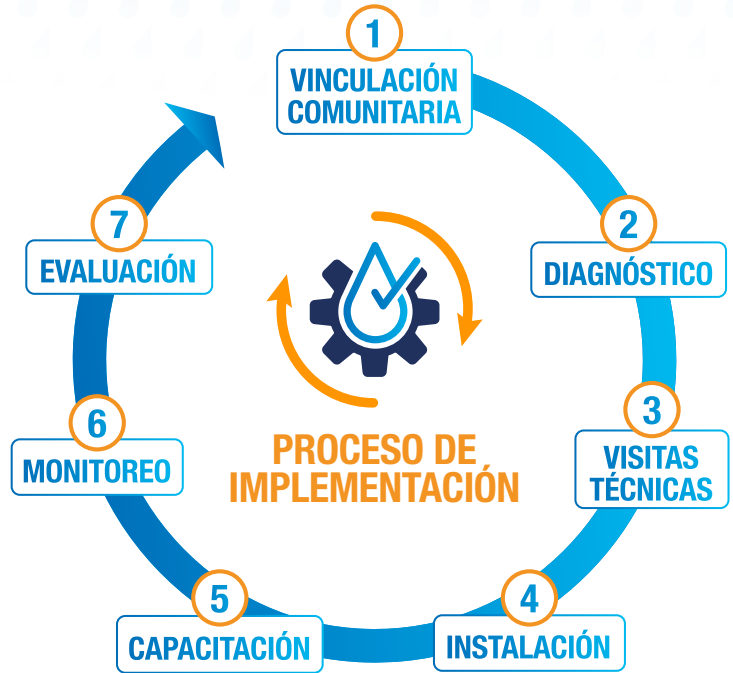 1
VINCULACIÓN
COMUNITARIA
2
DIAGNÓSTICO
3
VISITAS
TÉCNICAS
4
INSTALACIÓN
5
CAPACITACIÓN
6
MONITOREO
7
EVALUACIÓN
PROCESO DE
IMPLEMENTACIÓN